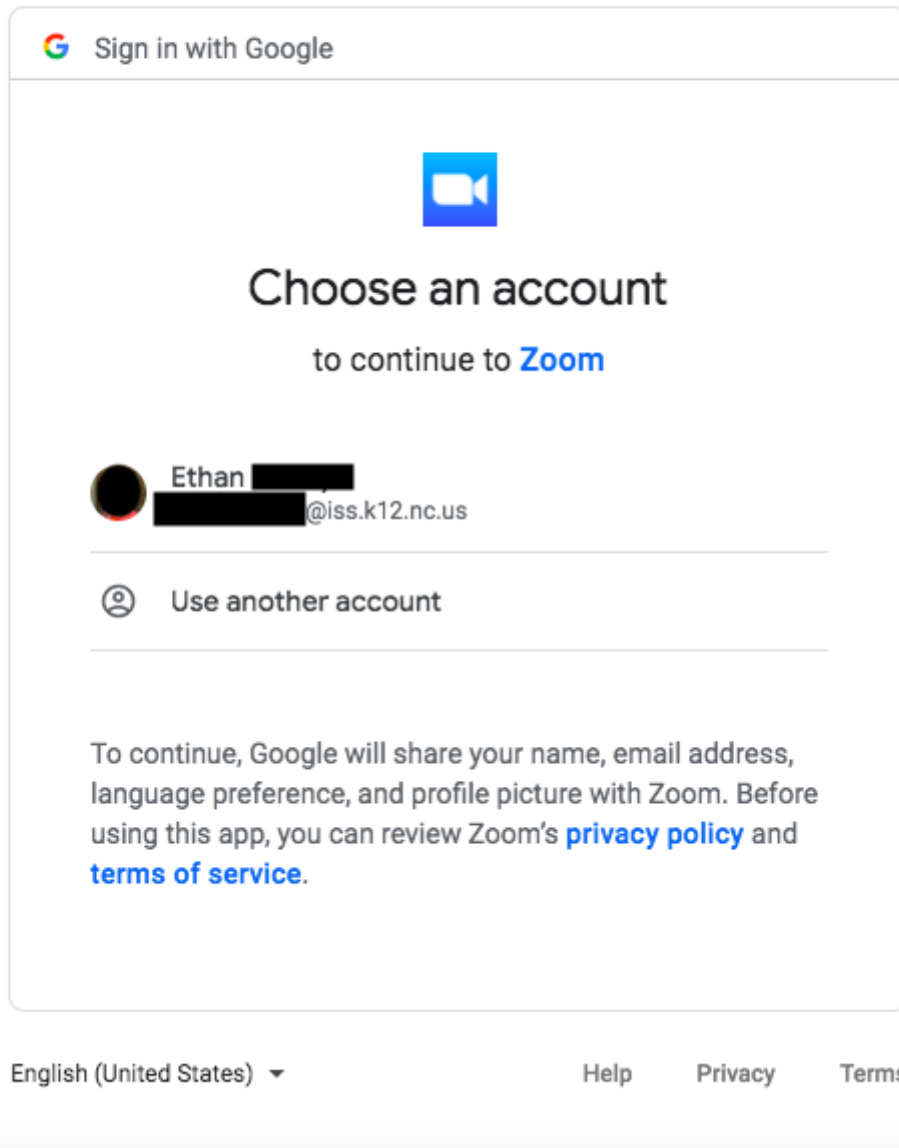 Sign in with Google
Choose an account
to continue to Zoom
Ethan
@iss.k12.nc.us
Use another account
To continue, Google will share your name, email address,
language preference, and profile picture with Zoom. Before
using this app, you can review Zoom’s privacy policy and
terms of service.
English (United States) Help Privacy Terms